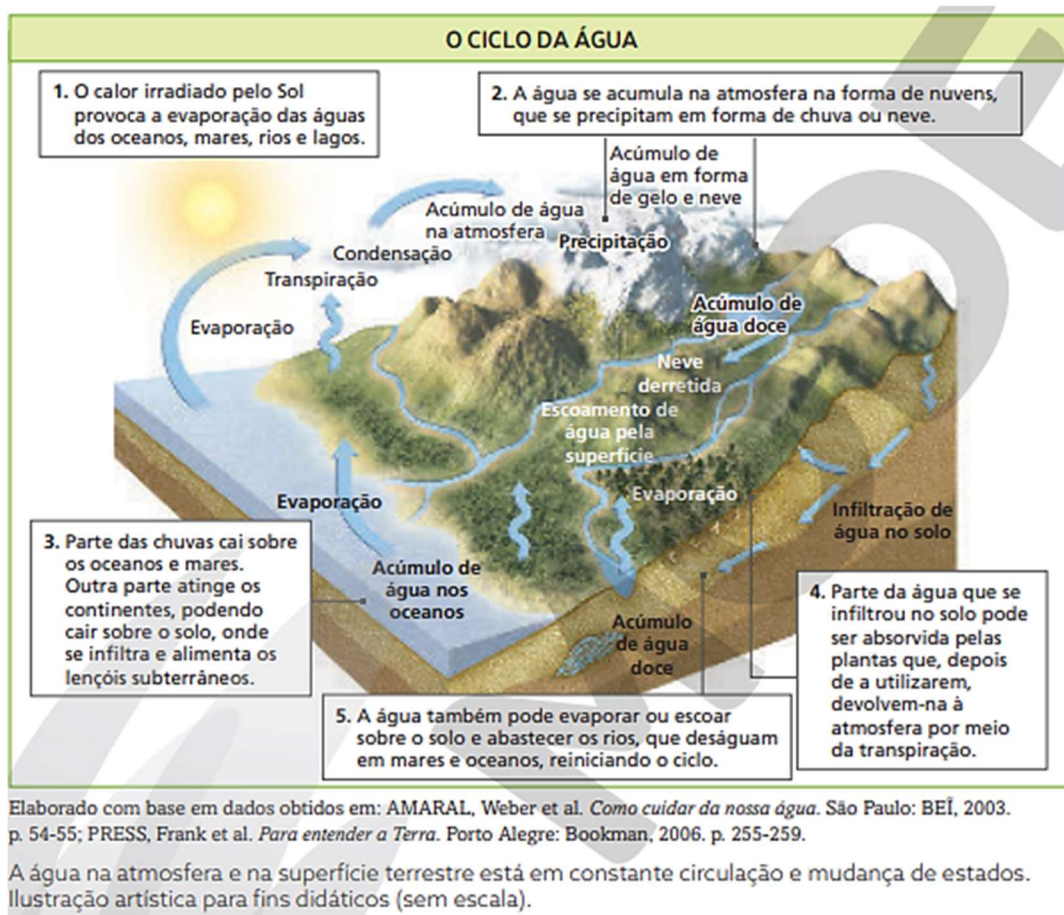 O CICLO DA ÁGUA
1. O calor irradiado pelo Sol
provoca a evaporação das águas
dos oceanos, mares, rios e lagos.
2. A água se acumula na atmosfera na forma de nuvens,
que se precipitam em forma de chuva ou neve.
Acúmulo de
água em forma
de gelo e neve
Acúmulo de água
na atmosfera
Precipitação
Condensação
Transpiração
Evaporação
Acúmulo de
água doce
Neve
derretida
Escoamento de
água pela
superfície
Evaporação
Evaporação
Infiltração de
água no solo
3. Parte das chuvas cai sobre
os oceanos e mares.
Outra parte atinge os
continentes, podendo
cair sobre o solo, onde
se infiltra e alimenta os
lençóis subterrâneos.
Acúmulo de
água nos
oceanos
Acúmulo
de água
doce
4. Parte da água que se
infiltrou no solo pode
ser absorvida pelas
plantas que, depois
de a utilizarem,
devolvem-na à
atmosfera por meio
da transpiração.
5. A água também pode evaporar ou escoar
sobre o solo e abastecer os rios, que deságuam
em mares e oceanos, reiniciando o ciclo.
Elaborado com base em dados obtidos em: AMARAL, Weber et al. Como cuidar da nossa água. São Paulo: BEĨ, 2003.
p. 54-55; PRESS, Frank et al. Para entender a Terra. Porto Alegre: Bookman, 2006. p. 255-259.
A água na atmosfera e na superfície terrestre está em constante circulação e mudança de estados.
Ilustração artística para fins didáticos (sem escala).